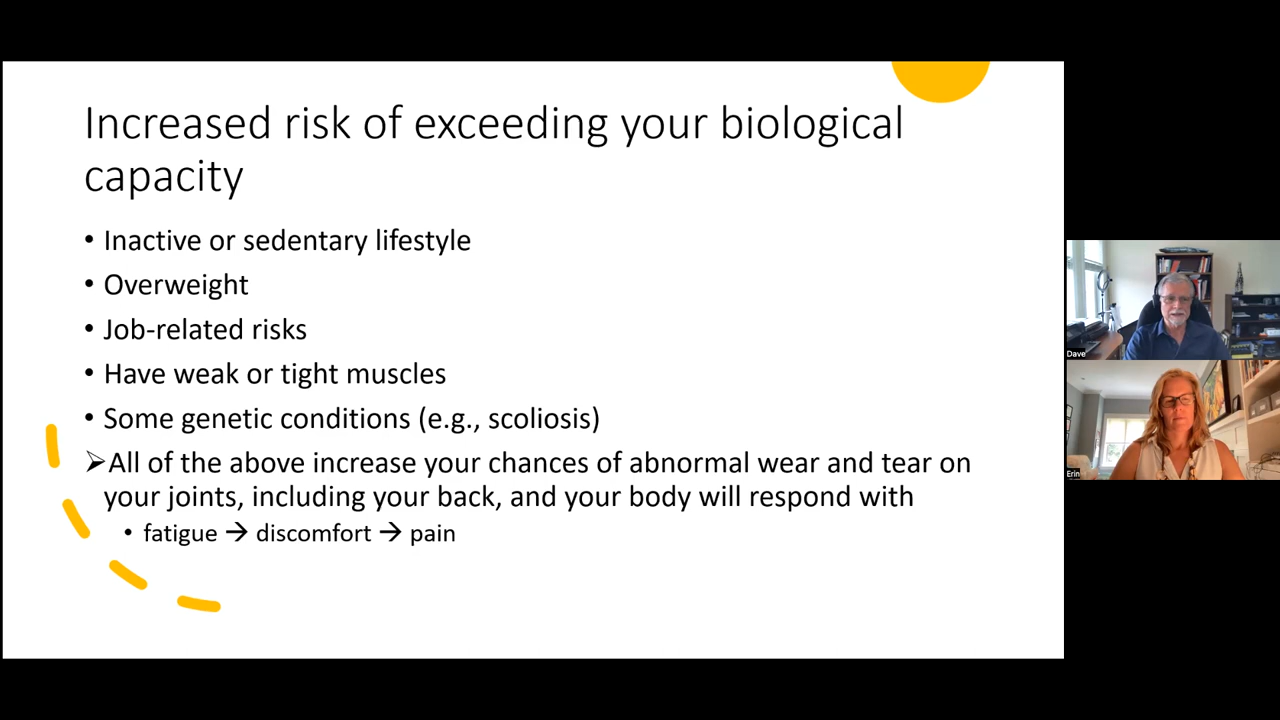 Increased risk of exceeding your biological
capacity
• Inactive or sedentary lifestyle
• Overweight
• Job-related risks
• Have weak or tight muscles
• Some genetic conditions (e.g., scoliosis)
➢All of the above increase your chances of abnormal wear and tear on
your joints, including your back, and your body will respond with
• fatigue → discomfort → pain
Dave
Erin